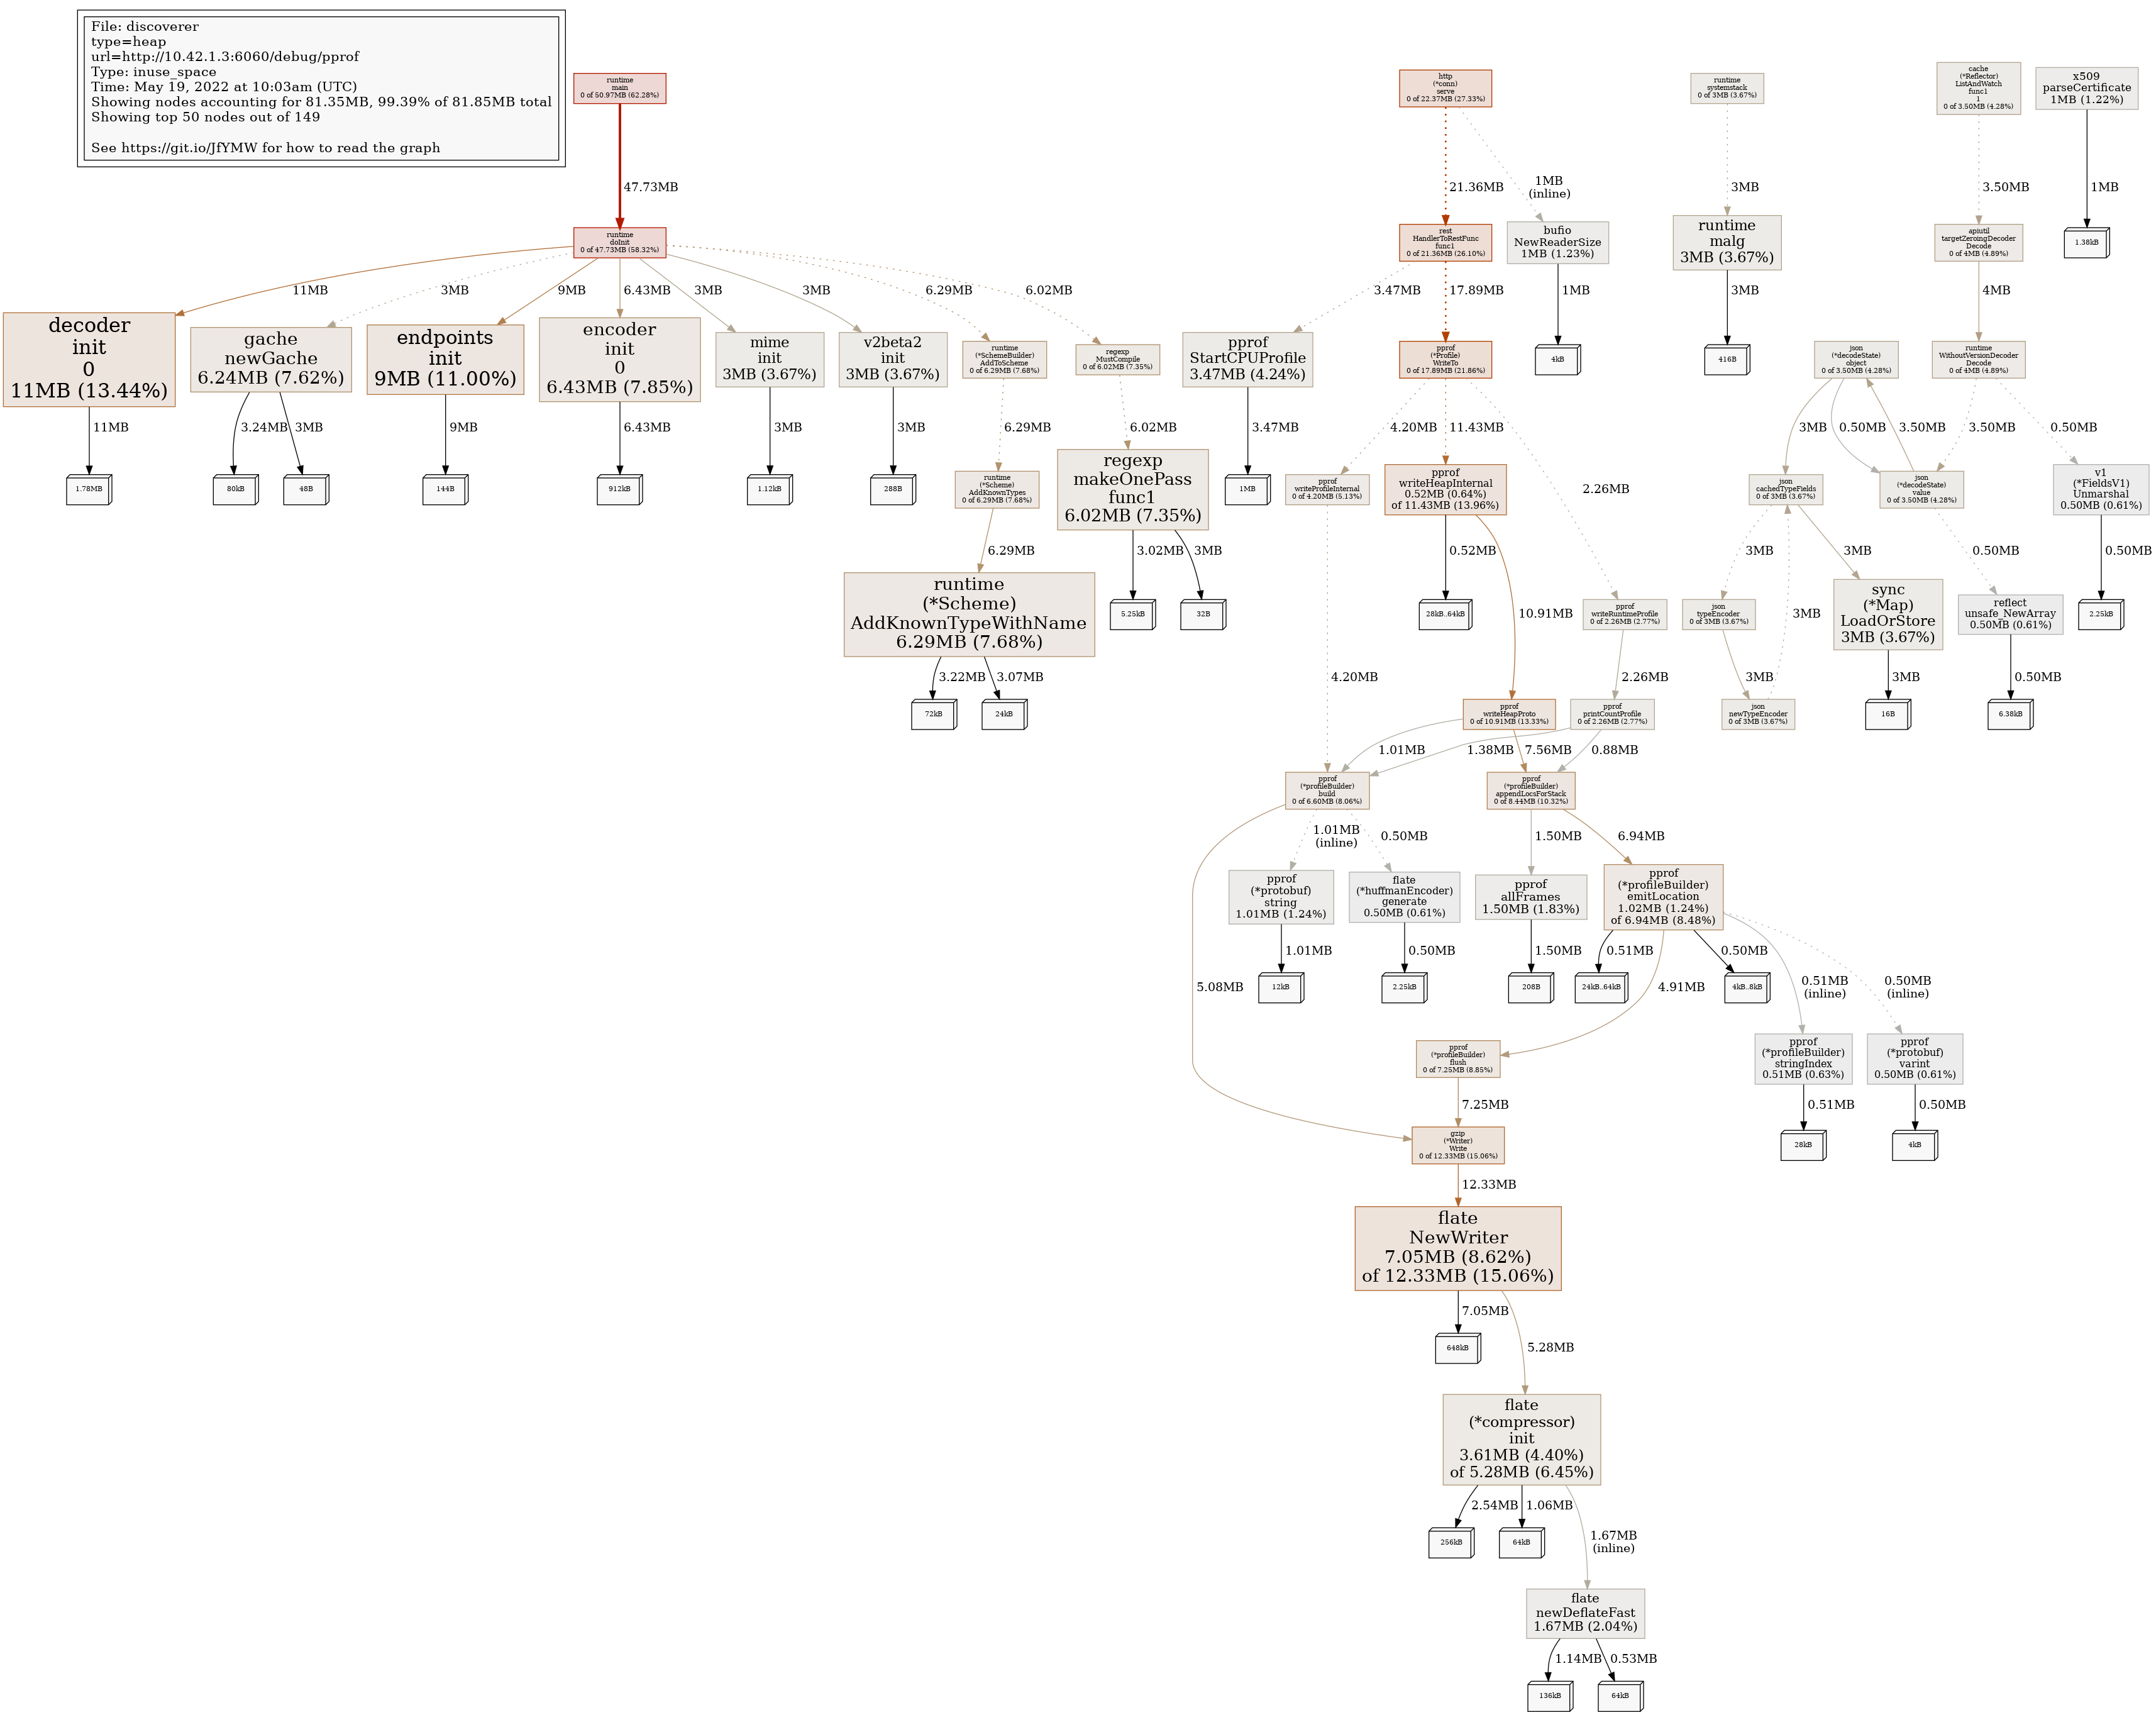 File: discoverer
type=heap
url=http://10.42.1.3:6060/debug/pprof
Type: inuse_space
Time: May 19, 2022 at 10:03am (UTC)
Showing nodes accounting for 81.35MB, 99.39% of 81.85MB total
Showing top 50 nodes out of 149
See https://git.io/JfYMW for how to read the graph
runtime
main
0 of 50.97MB (62.28%)
http
(*conn)
serve
0 of 22.37MB (27.33%)
runtime
systemstack
0 of 3MB (3.67%)
cache
(*Reflector)
ListAndWatch
func1
1
0 of 3.50MB (4.28%)
x509
parseCertificate
1MB (1.22%)
47.73MB
21.36MB
1MB
(inline)
3MB
3.50MB
1MB
runtime
doInit
0 of 47.73MB (58.32%)
rest
HandlerToRestFunc
func1
0 of 21.36MB (26.10%)
bufio
NewReaderSize
1MB (1.23%)
runtime
malg
3MB (3.67%)
apiutil
targetZeroingDecoder
Decode
0 of 4MB (4.89%)
1.38kB
11MB
3MB
9MB
6.43MB
3MB
3MB
6.29MB
6.02MB
3.47MB
17.89MB
1MB
3MB
4MB
decoder
init
0
11MB (13.44%)
gache
newGache
6.24MB (7.62%)
endpoints
init
9MB (11.00%)
encoder
init
0
6.43MB (7.85%)
mime
init
3MB (3.67%)
v2beta2
init
3MB (3.67%)
runtime
(*SchemeBuilder)
AddToScheme
0 of 6.29MB (7.68%)
regexp
MustCompile
0 of 6.02MB (7.35%)
pprof
StartCPUProfile
3.47MB (4.24%)
pprof
(*Profile)
WriteTo
0 of 17.89MB (21.86%)
4kB
416B
json
(*decodeState)
object
0 of 3.50MB (4.28%)
runtime
WithoutVersionDecoder
Decode
0 of 4MB (4.89%)
11MB
3.24MB
3MB
9MB
6.43MB
3MB
3MB
6.29MB
6.02MB
3.47MB
4.20MB
11.43MB
2.26MB
3MB
0.50MB
3.50MB
3.50MB
0.50MB
1.78MB
80kB
48B
144B
912kB
1.12kB
288B
runtime
(*Scheme)
AddKnownTypes
0 of 6.29MB (7.68%)
regexp
makeOnePass
func1
6.02MB (7.35%)
1MB
pprof
writeProfileInternal
0 of 4.20MB (5.13%)
pprof
writeHeapInternal
0.52MB (0.64%)
of 11.43MB (13.96%)
json
cachedTypeFields
0 of 3MB (3.67%)
json
(*decodeState)
value
0 of 3.50MB (4.28%)
v1
(*FieldsV1)
Unmarshal
0.50MB (0.61%)
6.29MB
3.02MB
3MB
0.52MB
10.91MB
3MB
3MB
3MB
0.50MB
0.50MB
runtime
(*Scheme)
AddKnownTypeWithName
6.29MB (7.68%)
5.25kB
32B
28kB..64kB
pprof
writeRuntimeProfile
0 of 2.26MB (2.77%)
json
typeEncoder
0 of 3MB (3.67%)
sync
(*Map)
LoadOrStore
3MB (3.67%)
reflect
unsafe_NewArray
0.50MB (0.61%)
2.25kB
3.22MB
3.07MB
4.20MB
2.26MB
3MB
3MB
0.50MB
72kB
24kB
pprof
writeHeapProto
0 of 10.91MB (13.33%)
pprof
printCountProfile
0 of 2.26MB (2.77%)
json
newTypeEncoder
0 of 3MB (3.67%)
16B
6.38kB
1.01MB
1.38MB
7.56MB
0.88MB
pprof
(*profileBuilder)
build
0 of 6.60MB (8.06%)
pprof
(*profileBuilder)
appendLocsForStack
0 of 8.44MB (10.32%)
1.01MB
(inline)
0.50MB
1.50MB
6.94MB
pprof
(*protobuf)
string
1.01MB (1.24%)
flate
(*huffmanEncoder)
generate
0.50MB (0.61%)
pprof
allFrames
1.50MB (1.83%)
pprof
(*profileBuilder)
emitLocation
1.02MB (1.24%)
of 6.94MB (8.48%)
5.08MB
1.01MB
0.50MB
1.50MB
0.51MB
4.91MB
0.50MB
0.51MB
(inline)
0.50MB
(inline)
12kB
2.25kB
208B
24kB..64kB
4kB..8kB
pprof
(*profileBuilder)
flush
0 of 7.25MB (8.85%)
pprof
(*profileBuilder)
stringIndex
0.51MB (0.63%)
pprof
(*protobuf)
varint
0.50MB (0.61%)
7.25MB
0.51MB
0.50MB
gzip
(*Writer)
Write
0 of 12.33MB (15.06%)
28kB
4kB
12.33MB
flate
NewWriter
7.05MB (8.62%)
of 12.33MB (15.06%)
7.05MB
5.28MB
648kB
flate
(*compressor)
init
3.61MB (4.40%)
of 5.28MB (6.45%)
2.54MB
1.06MB
1.67MB
(inline)
256kB
64kB
flate
newDeflateFast
1.67MB (2.04%)
1.14MB
0.53MB
136kB
64kB